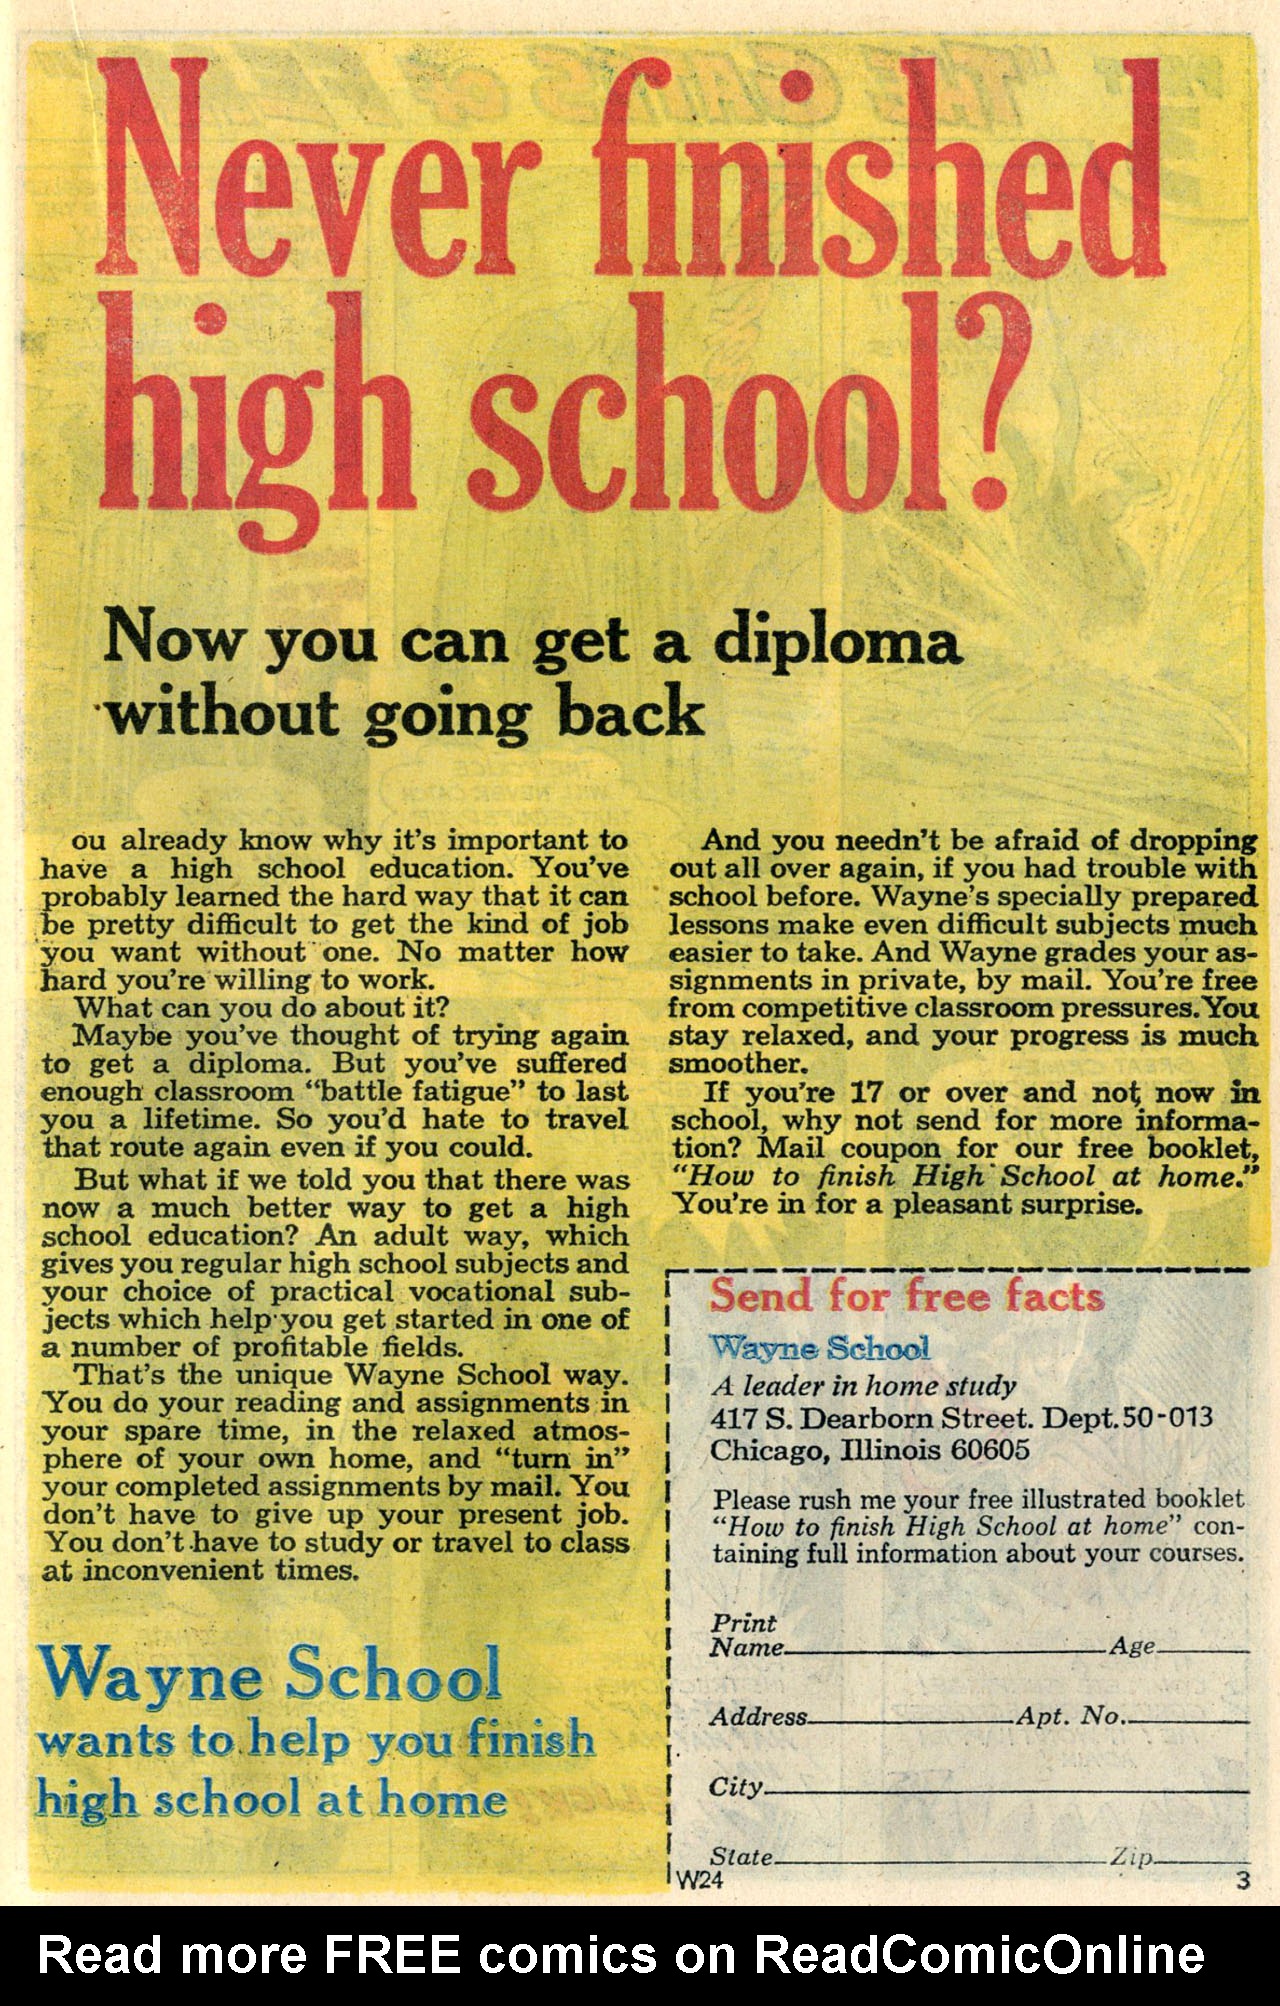 Never finished
high school?
Now you can get a diploma
without going back
ou already know why it's important to
have a high school education. You've
probably learned the hard way that it can
be pretty difficult to get the kind of job
you want without one. No matter how
hard you're willing to work.
What can you do about it?
Maybe you've thought of trying again
to get a diploma. But you've suffered
enough classroom "battle fatigue" to last
you a lifetime. So you'd hate to travel
that route again even if you could.
But what if we told you that there was
now a much better way to get a high
school education? An adult way, which
gives you regular high school subjects and
your choice of practical vocational sub-
jects which help you get started in one of
a number of profitable fields.
That's the unique Wayne School way.
You do your reading and assignments in
your spare time, in the relaxed atmos-
phere of your own home, and "turn in"
your completed assignments by mail. You
don't have to give up your present job.
You don't have to study or travel to class
at inconvenient times.
Wayne School
wants to help you finish
high school at home
And you needn't be afraid of dropping
out all over again, if you had trouble with
school before. Wayne's specially prepared
lessons make even difficult subjects much
easier to take. And Wayne grades your as-
signments in private, by mail. You're free
from competitive classroom pressures. You
stay relaxed, and your progress is much
smoother.
If you're 17 or over and not now in
school, why not send for more informa-
tion? Mail coupon for our free booklet,
"How to finish High School at home."
You're in for a pleasant surprise.
Send for free facts
Wayne School
A leader in home study
417 S. Dearborn Street. Dept. 50-013
Chicago, Illinois 60605
Please rush me your free illustrated booklet
"How to finish High School at home" con-
taining full information about your courses.
Print
Name Age
Address Apt. No.
City
State Zip
W24 3
Read more FREE comics on ReadComicOnline